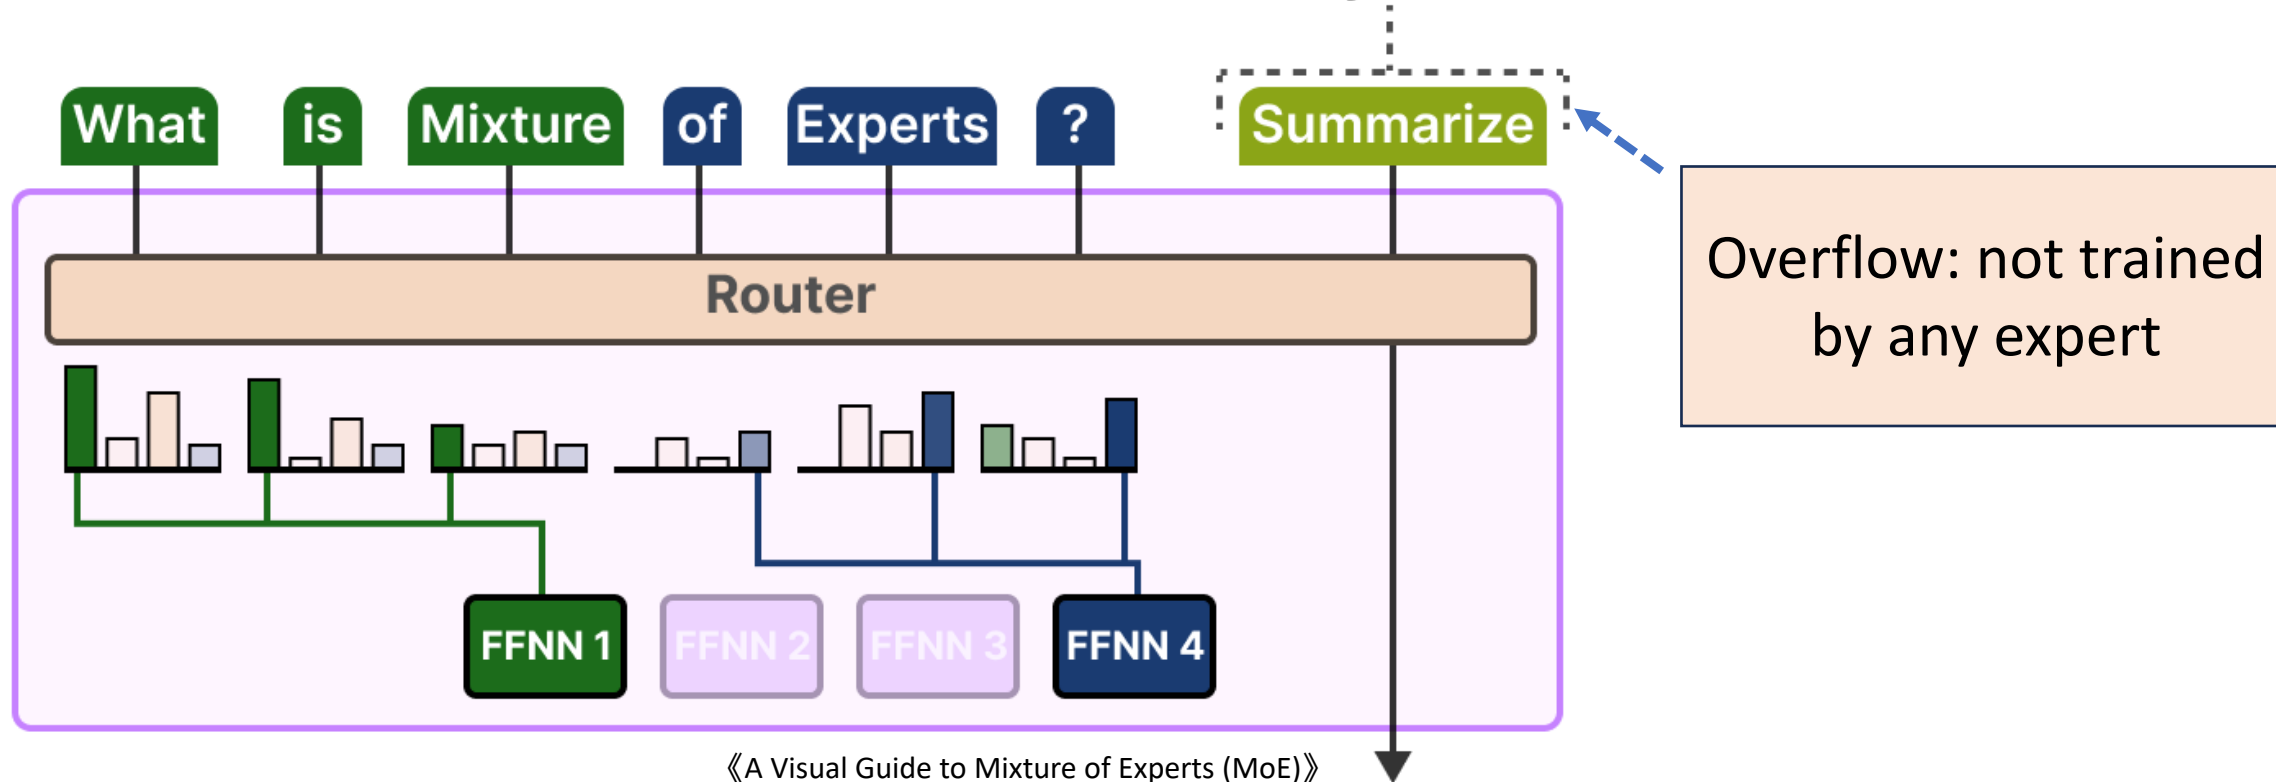 What is Mixture of Experts ? Summarize
Router
Overflow: not trained
by any expert
FFNN 1 FFNN 2 FFNN 3 FFNN 4
《A Visual Guide to Mixture of Experts (MoE)》